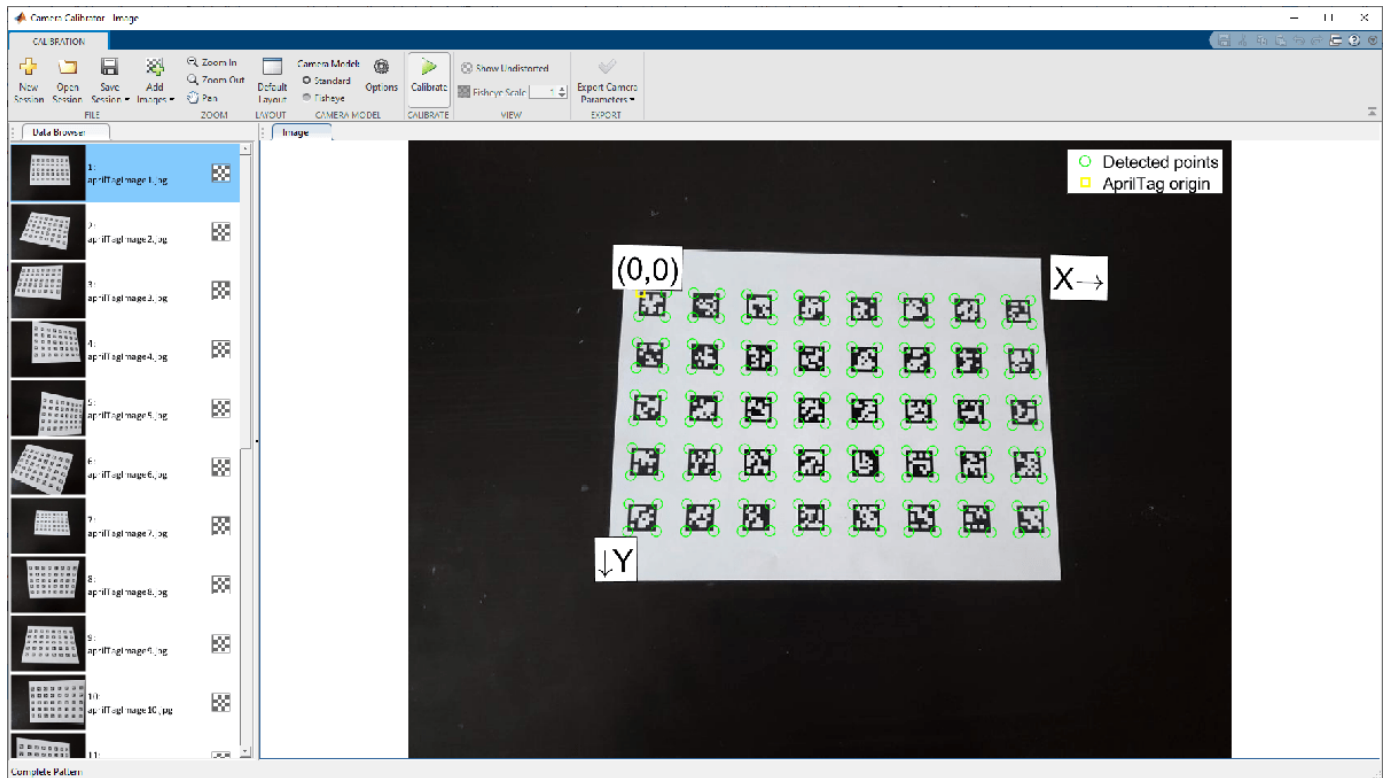 Camera Calibrator - Image
CALIBRATION
New Session
Open Session
Save Session
Add Images
Zoom In
Zoom Out
Pan
Default Layout
Camera Model:
Standard
Fisheye
Options
Calibrate
Show Undistorted
Fisheye Scale
1
Export Camera Parameters
FILE
ZOOM
LAYOUT
CAMERA MODEL
CALIBRATE
VIEW
EXPORT
Data Browser
Image
1:
aprilTagImage1.jpg
2:
aprilTagImage2.jpg
3:
aprilTagImage3.jpg
4:
aprilTagImage4.jpg
5:
aprilTagImage5.jpg
6:
aprilTagImage6.jpg
7:
aprilTagImage7.jpg
8:
aprilTagImage8.jpg
9:
aprilTagImage9.jpg
10:
aprilTagImage10.jpg
11:
Detected points
AprilTag origin
(0,0)
X→
↓Y
Complete Pattern